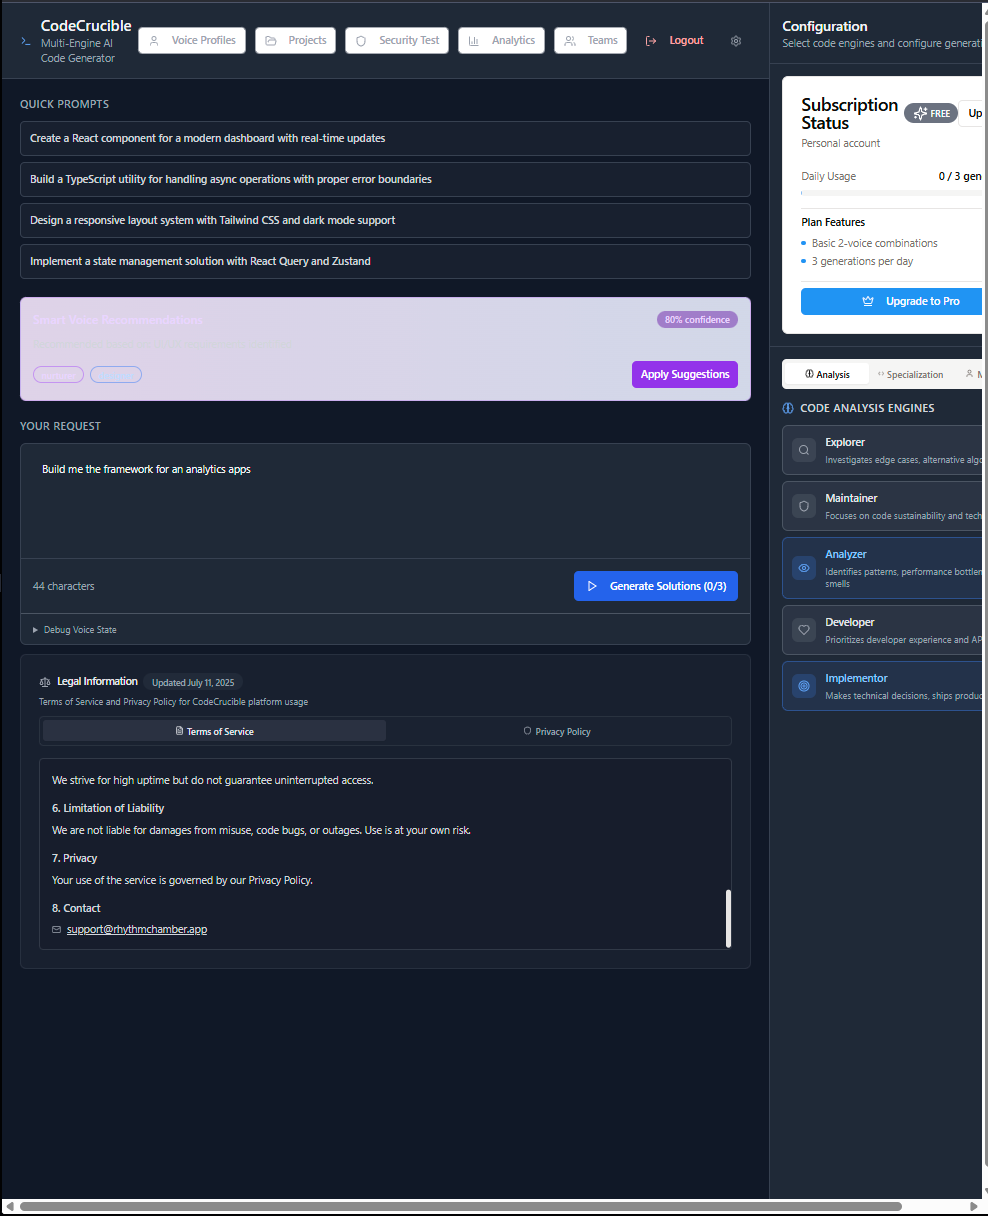 CodeCrucible
Multi-Engine AI
Code Generator
Voice Profiles
Projects
Security Test
Analytics
Teams
Logout
QUICK PROMPTS
Create a React component for a modern dashboard with real-time updates
Build a TypeScript utility for handling async operations with proper error boundaries
Design a responsive layout system with Tailwind CSS and dark mode support
Implement a state management solution with React Query and Zustand
Smart Voice Recommendations
80% confidence
Apply Suggestions
YOUR REQUEST
Build me the framework for an analytics apps
44 characters
Generate Solutions (0/3)
Debug Voice State
Legal Information
Updated July 11, 2025
Terms of Service and Privacy Policy for CodeCrucible platform usage
Terms of Service
Privacy Policy
We strive for high uptime but do not guarantee uninterrupted access.
6. Limitation of Liability
We are not liable for damages from misuse, code bugs, or outages. Use is at your own risk.
7. Privacy
Your use of the service is governed by our Privacy Policy.
8. Contact
support@rhythmchamber.app
Configuration
Select code engines and configure generati
Subscription
Status
FREE
Up
Personal account
Daily Usage
0 / 3 gen
Plan Features
Basic 2-voice combinations
3 generations per day
Upgrade to Pro
Analysis
Specialization
M
CODE ANALYSIS ENGINES
Explorer
Investigates edge cases, alternative algo
Maintainer
Focuses on code sustainability and tech
Analyzer
Identifies patterns, performance bottlen
smells
Developer
Prioritizes developer experience and AP
Implementor
Makes technical decisions, ships produc